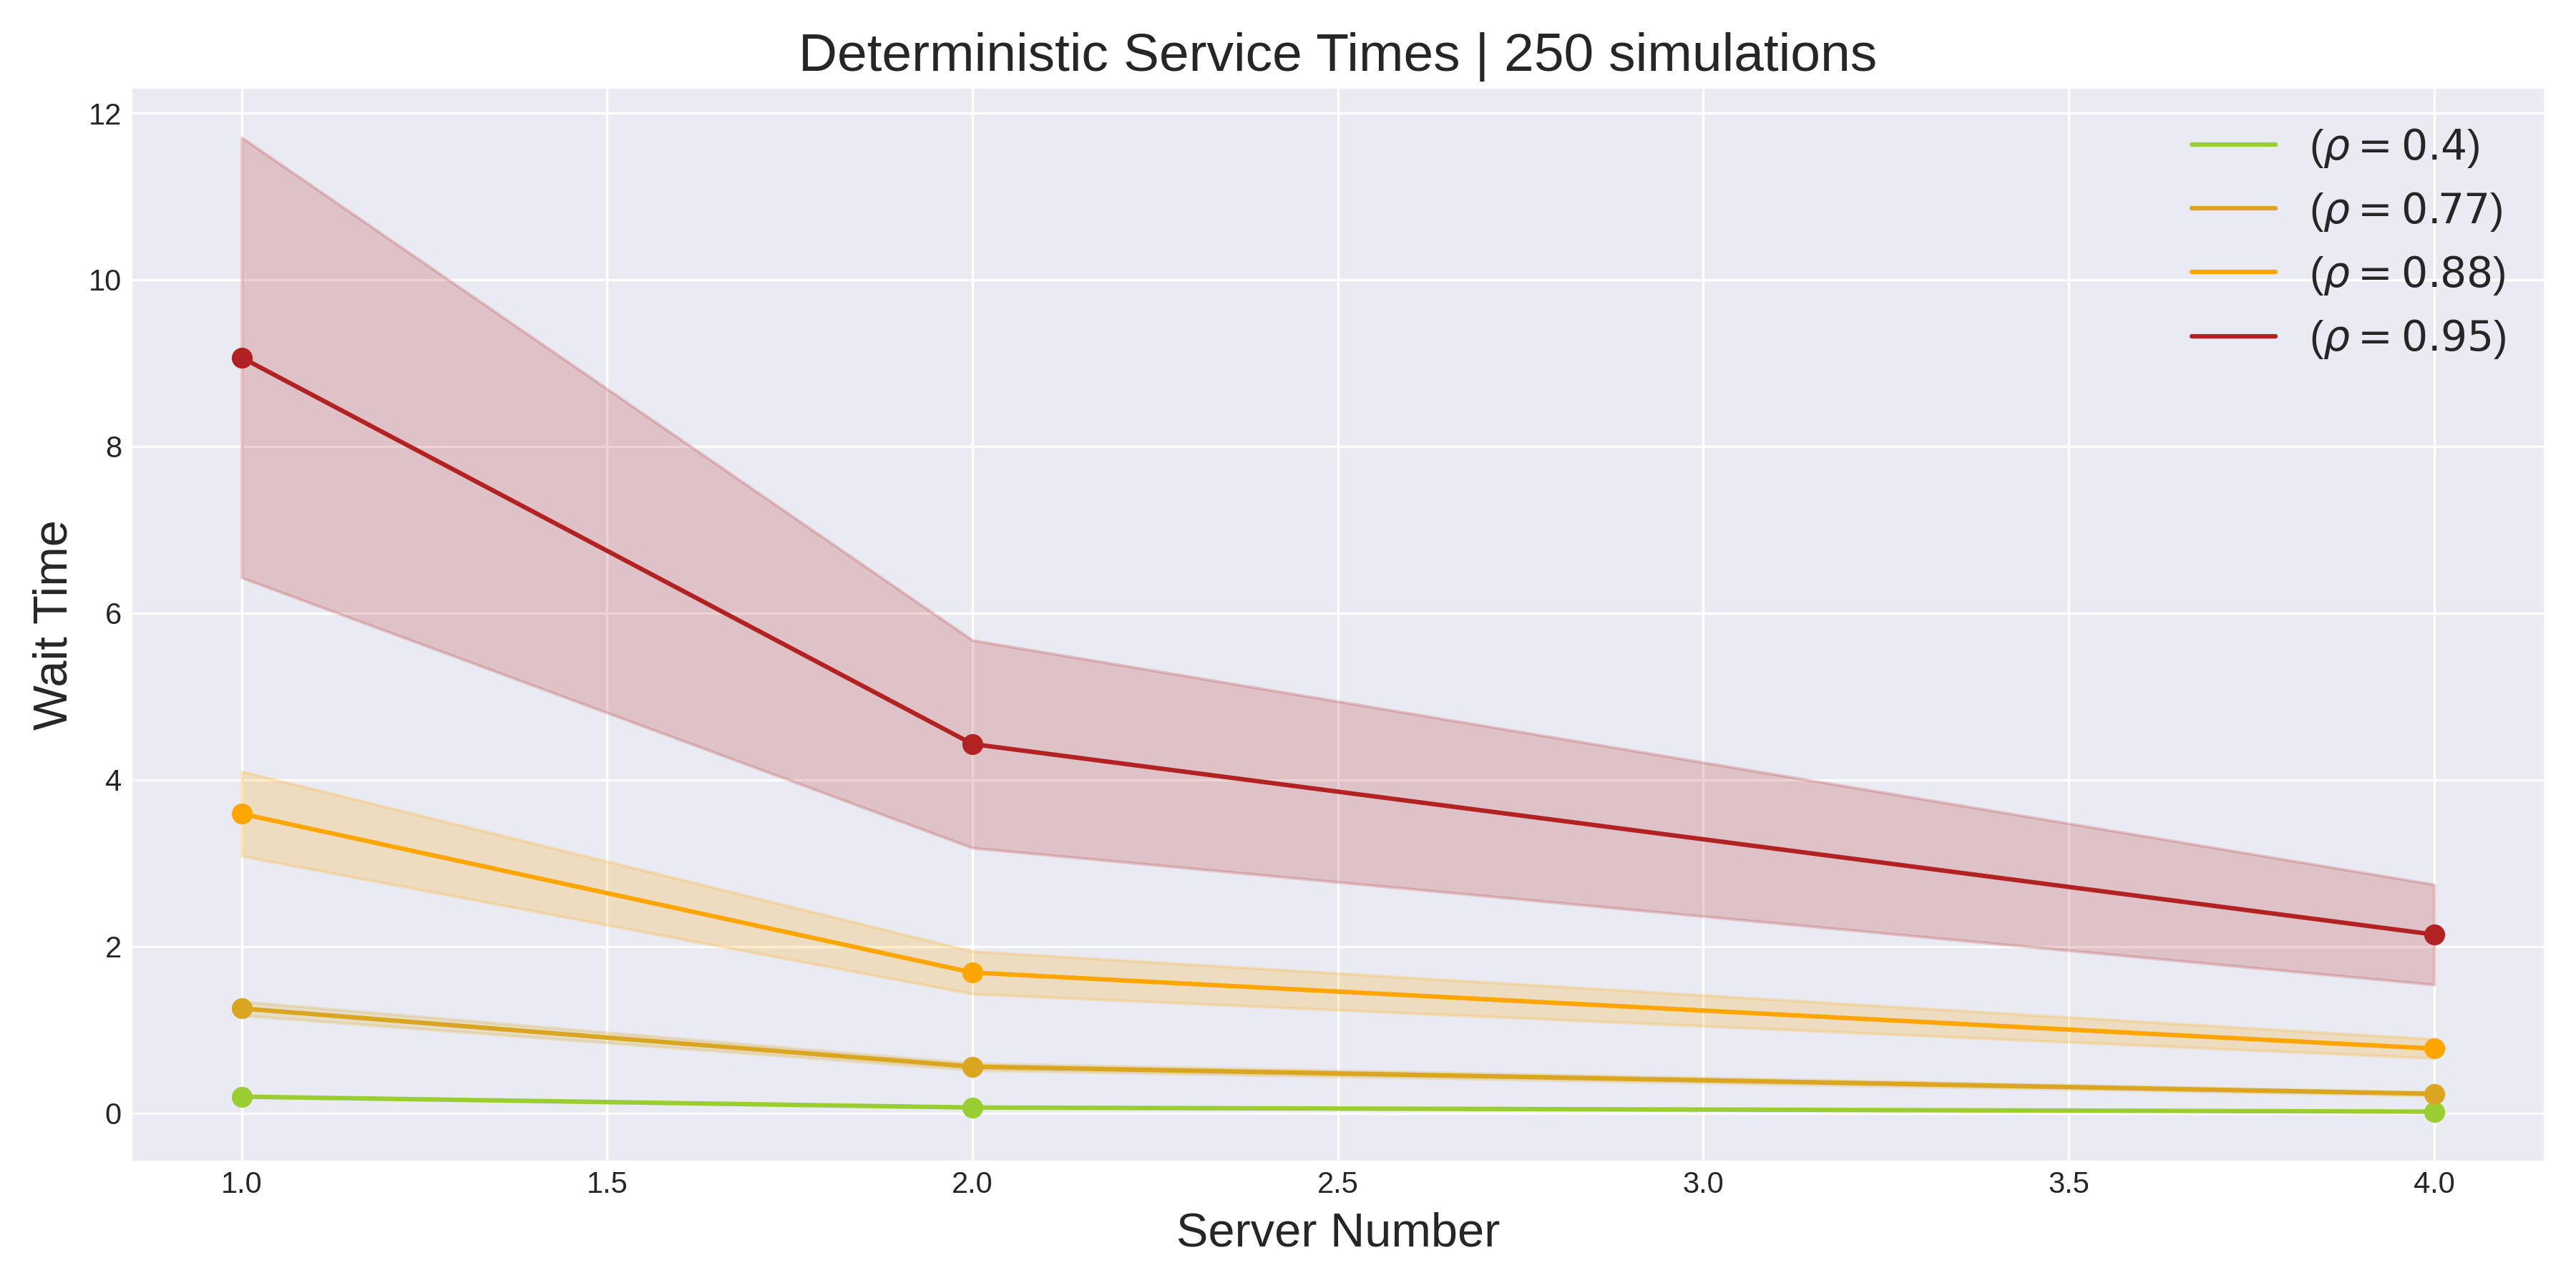 Deterministic Service Times | 250 simulations
12
10
8
6
4
2
0
Wait Time
(ρ = 0.4)
(ρ = 0.77)
(ρ = 0.88)
(ρ = 0.95)
1.0 1.5 2.0 2.5 3.0 3.5 4.0
Server Number